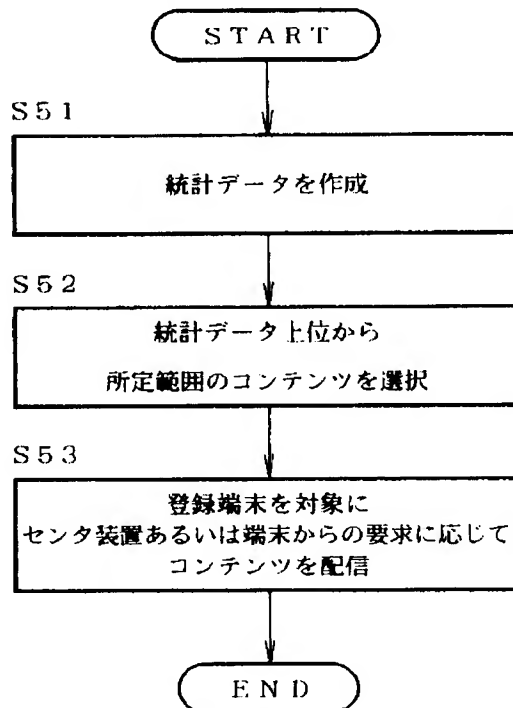 START
S51
統計データを作成
S52
統計データ上位から
所定範囲のコンテンツを選択
S53
登録端末を対象に
センタ装置あるいは端末からの要求に応じて
コンテンツを配信
END